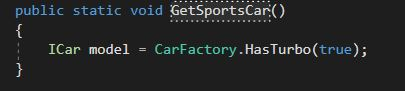 public static void GetSportsCar()
{
ICar model = CarFactory.HasTurbo(true);
}